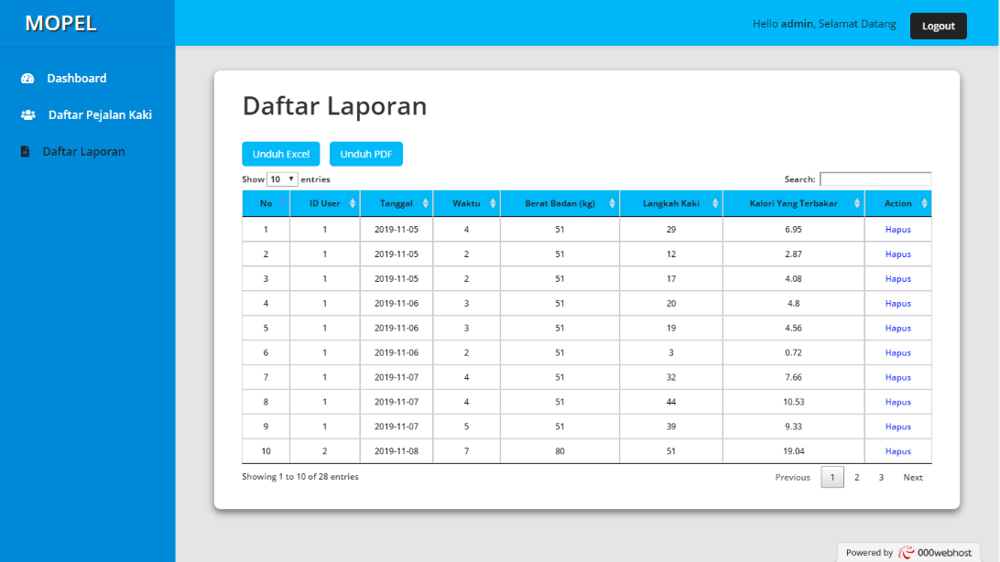 MOPEL
Hello admin, Selamat Datang
Logout
Dashboard
Daftar Pejalan Kaki
Daftar Laporan
Daftar Laporan
Unduh Excel Unduh PDF
Show 10 entries Search:
No ID User Tanggal Waktu Berat Badan (kg) Langkah Kaki Kalori Yang Terbakar Action
1 1 2019-11-05 4 51 29 6.95 Hapus
2 1 2019-11-05 2 51 12 2.87 Hapus
3 1 2019-11-05 2 51 17 4.08 Hapus
4 1 2019-11-06 3 51 20 4.8 Hapus
5 1 2019-11-06 3 51 19 4.56 Hapus
6 1 2019-11-06 2 51 3 0.72 Hapus
7 1 2019-11-07 4 51 32 7.66 Hapus
8 1 2019-11-07 4 51 44 10.53 Hapus
9 1 2019-11-07 5 51 39 9.33 Hapus
10 2 2019-11-08 7 80 51 19.04 Hapus
Showing 1 to 10 of 28 entries Previous 1 2 3 Next
Powered by 000webhost